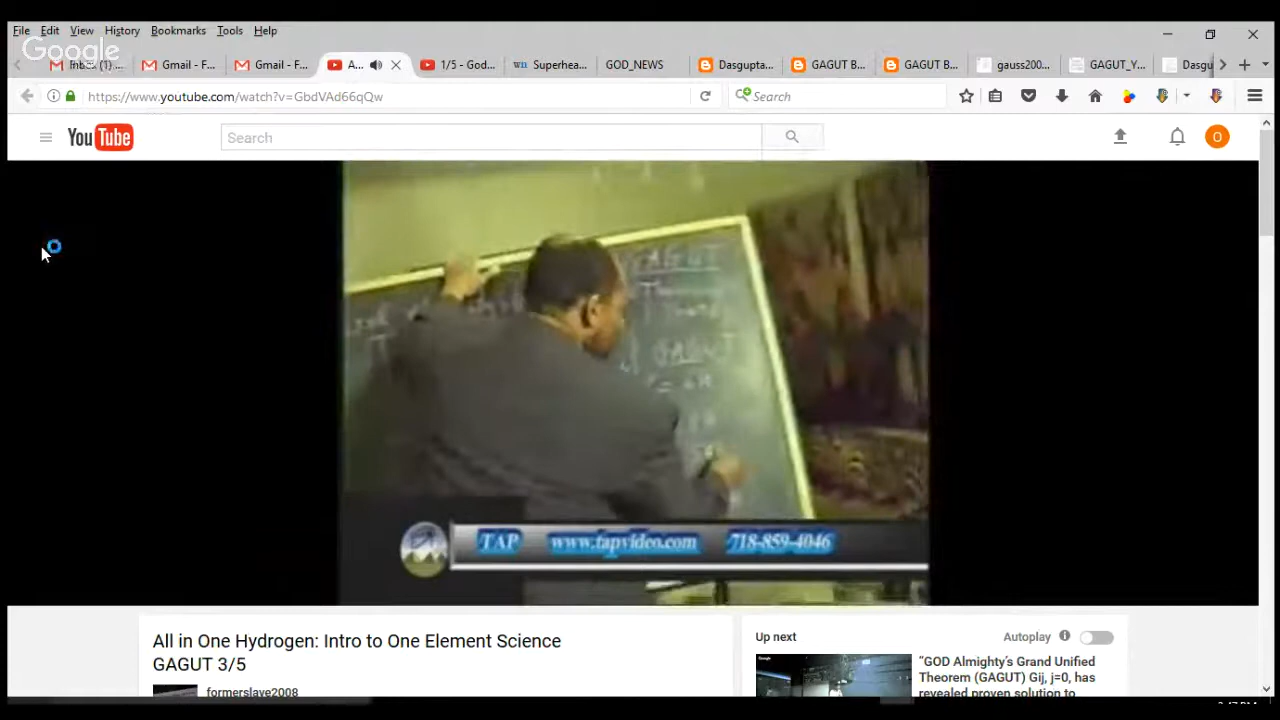 File Edit View History Bookmarks Tools Help
Google
Inbox (1)... Gmail - F... Gmail - F... A... 1/5 - God... Superhea... GOD_NEWS Dasgupta... GAGUT B... GAGUT B... gauss200... GAGUT_Y... Dasgu
https://www.youtube.com/watch?v=GbdVAd66qQw Search
YouTube Search O
GAGUT
GAGUT
TAP www.tapvideo.com 718-859-4046
All in One Hydrogen: Intro to One Element Science
GAGUT 3/5
formerslave2008
Up next Autoplay
Google
“GOD Almighty's Grand Unified
Theorem (GAGUT) Gij, j=0, has
revealed proven solution to